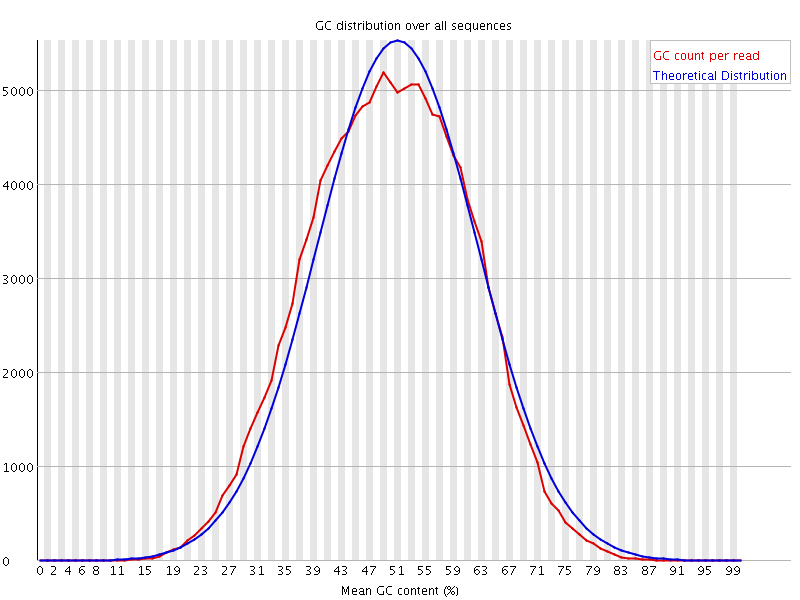 GC distribution over all sequences
GC count per read
Theoretical Distribution
5000
4000
3000
2000
1000
0
0 2 4 6 8 11 15 19 23 27 31 35 39 43 47 51 55 59 63 67 71 75 79 83 87 91 95 99
Mean GC content (%)